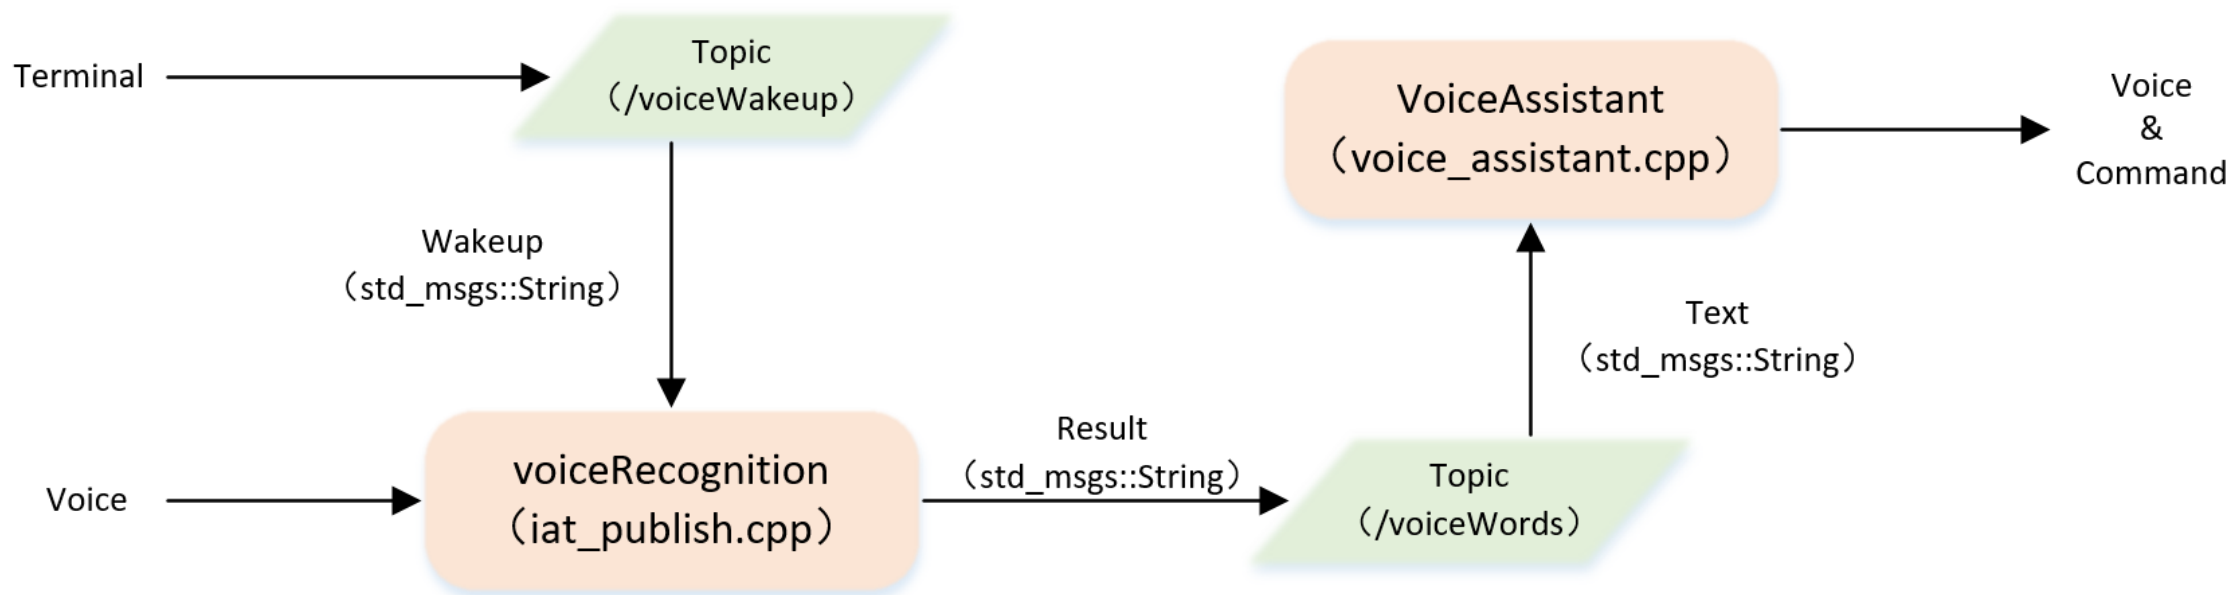 Terminal
Topic
（/voiceWakeup）
Wakeup
（std_msgs::String）
Voice
voiceRecognition
（iat_publish.cpp）
Result
（std_msgs::String）
Topic
（/voiceWords）
Text
（std_msgs::String）
VoiceAssistant
（voice_assistant.cpp）
Voice
&
Command